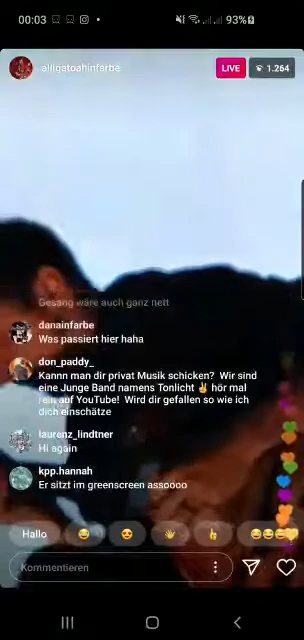 00:03
93%
alligatoahinfarbe
LIVE
1.264
Gesang wäre auch ganz nett
danainfarbe
Was passiert hier haha
don_paddy_
Kannn man dir privat Musik schicken? Wir sind
eine Junge Band namens Tonlicht ✌ hör mal
rein auf YouTube! Wird dir gefallen so wie ich
dich einschätze
laurenz_lindtner
Hi again
kpp.hannah
Er sitzt im greenscreen assoooo
Hallo
Kommentieren